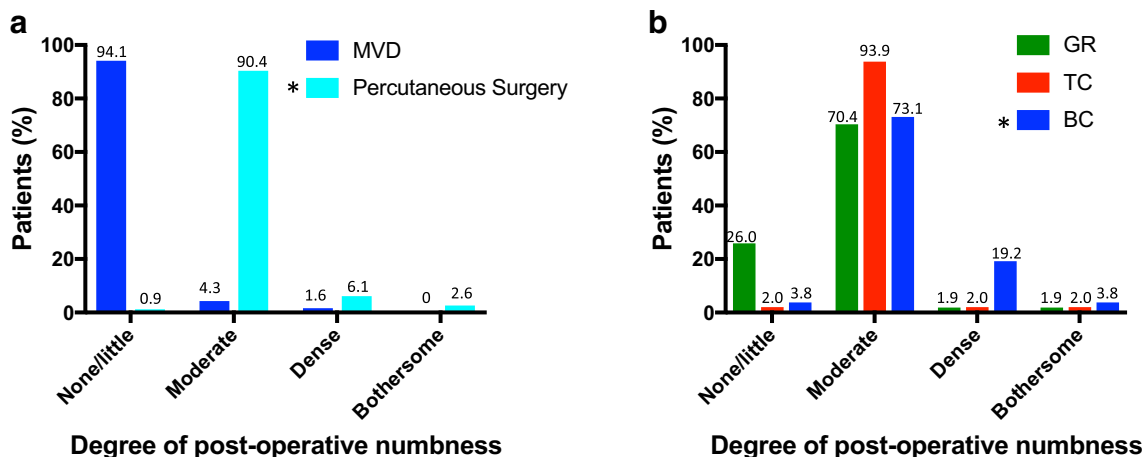 a
Patients (%)
100
80
60
40
20
0
94.1
0.9
4.3
90.4
1.6
6.1
0
2.6
MVD
* Percutaneous Surgery
None/little
Moderate
Dense
Bothersome
Degree of post-operative numbness
b
Patients (%)
100
80
60
40
20
0
26.0
2.0
3.8
70.4
93.9
73.1
1.9
2.0
19.2
1.9
2.0
3.8
GR
TC
* BC
None/little
Moderate
Dense
Bothersome
Degree of post-operative numbness